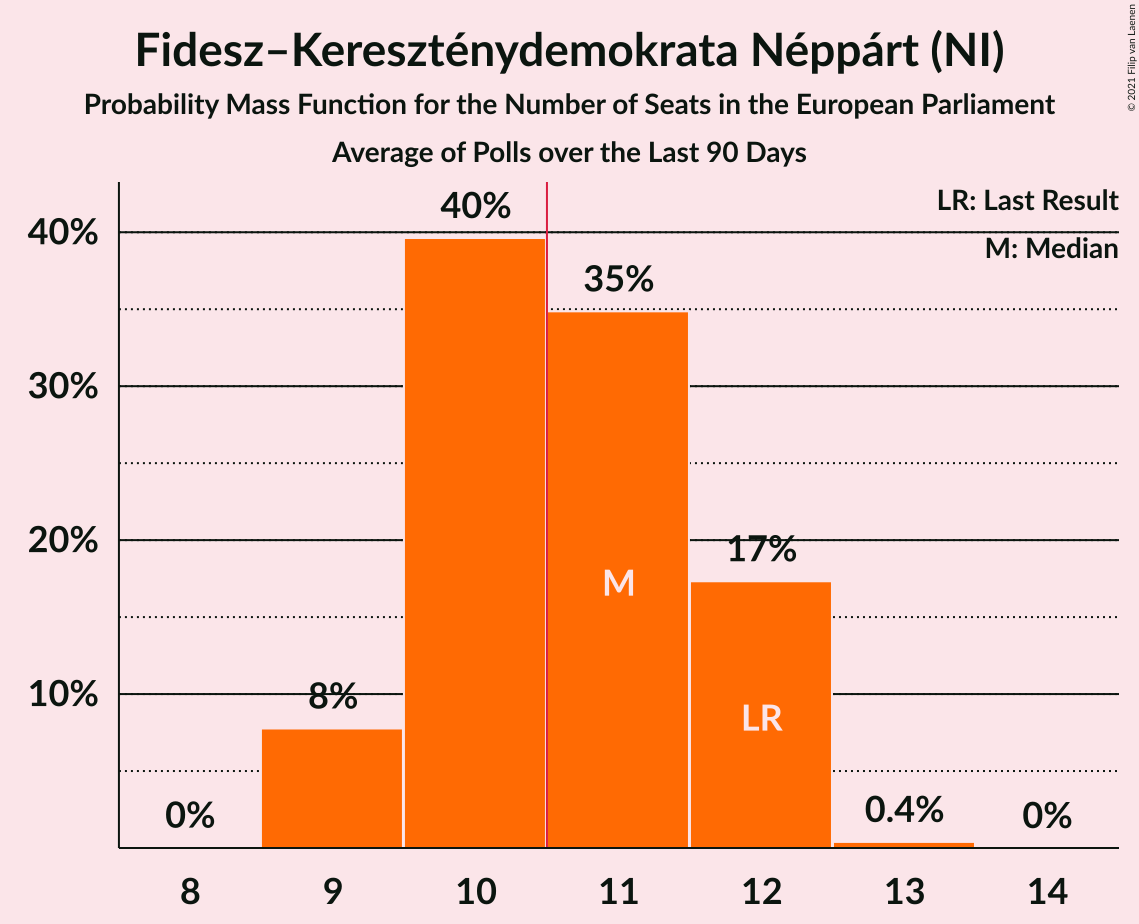 Fidesz–Kereszténydemokrata Néppárt (NI)
Probability Mass Function for the Number of Seats in the European Parliament
Average of Polls over the Last 90 Days
© 2021 Filip van Laenen
LR: Last Result
M: Median
40%
30%
20%
10%
0%
8%
40%
35%
17%
0.4%
0%
M
LR
8 9 10 11 12 13 14